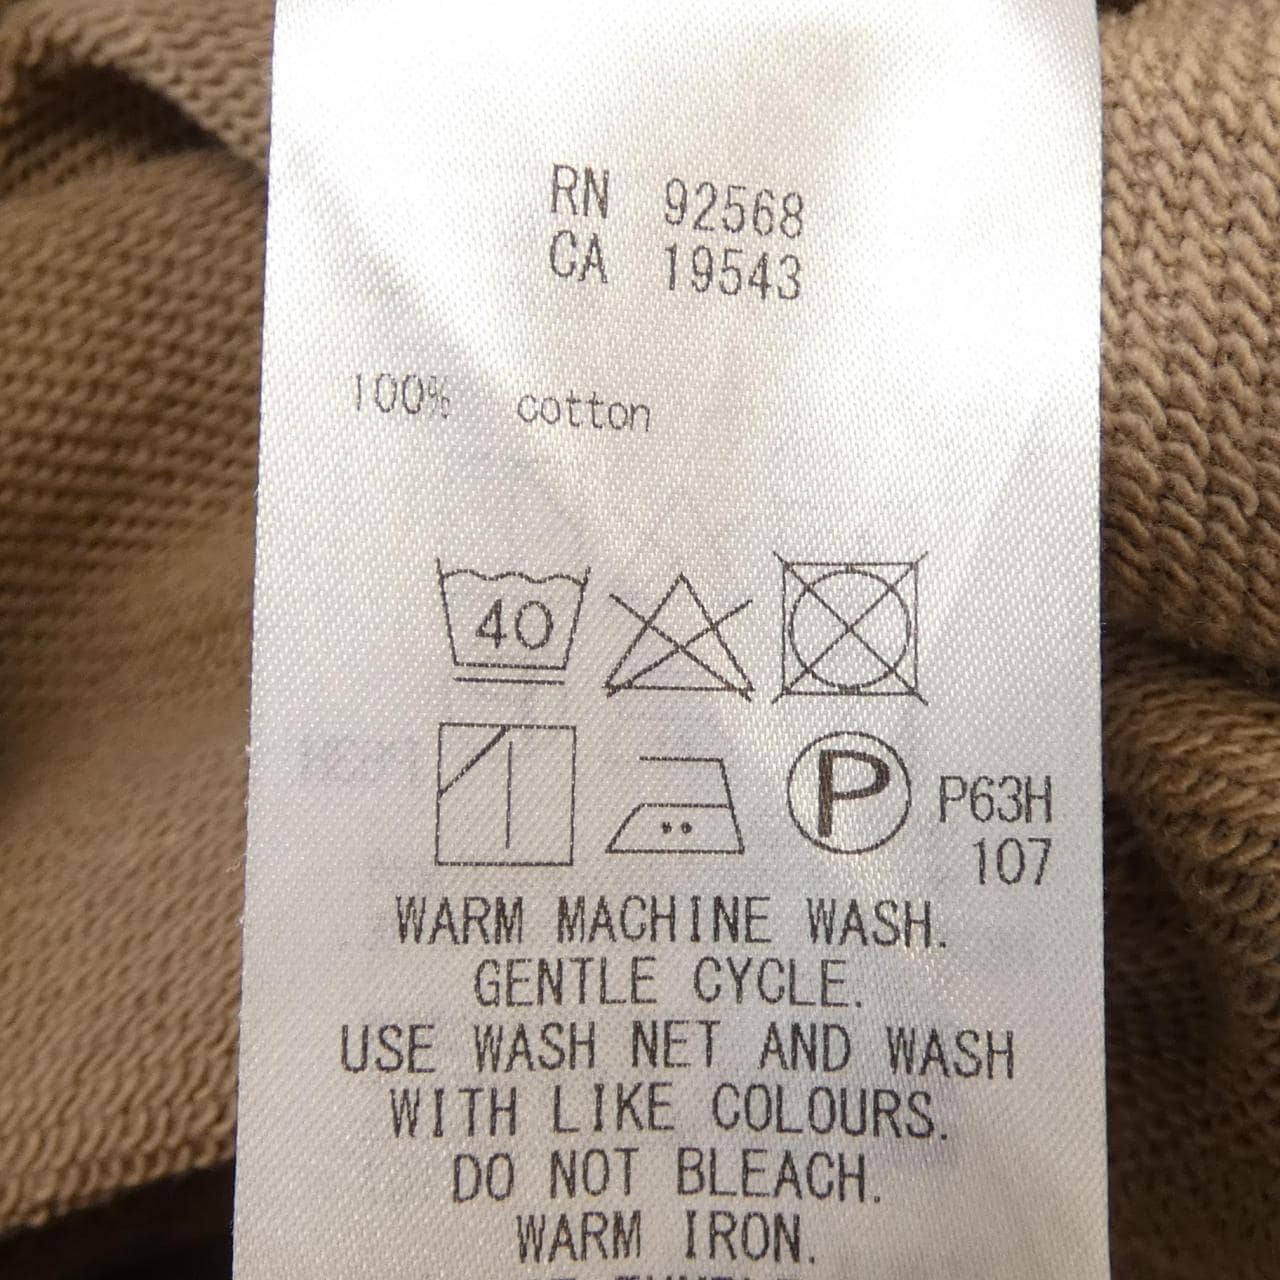 RN 92568
CA 19543
100% cotton
40
P P63H
107
WARM MACHINE WASH.
GENTLE CYCLE.
USE WASH NET AND WASH
WITH LIKE COLOURS.
DO NOT BLEACH.
WARM IRON.